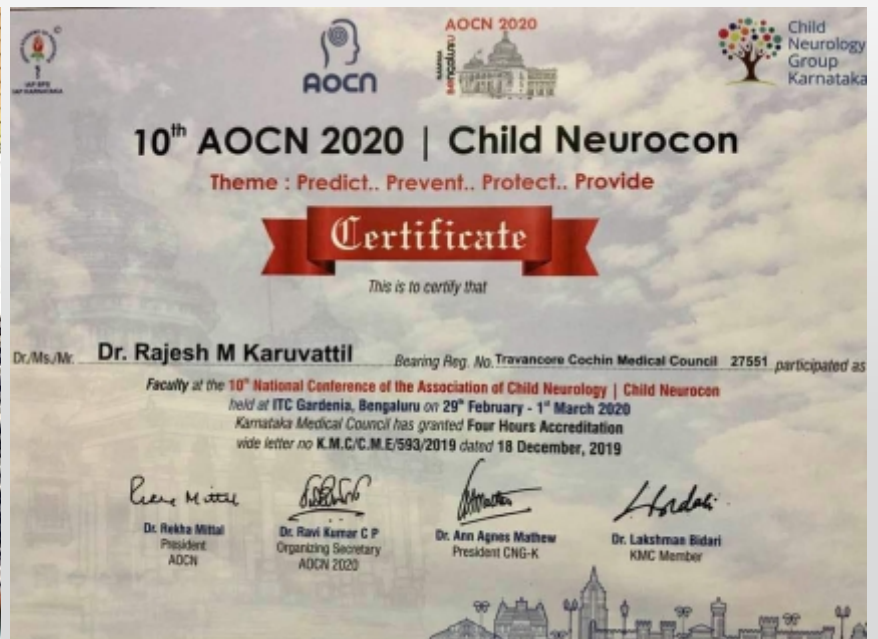 AOCN 2020
Child
Neurology
Group
Karnataka
AOCN
BENGALURU
IAP KARNATAKA
10th AOCN 2020 | Child Neurocon
Theme : Predict.. Prevent.. Protect.. Provide
Certificate
This is to certify that
Dr./Ms./Mr. Dr. Rajesh M Karuvattil Bearing Reg. No. Travancore Cochin Medical Council 27551 participated as
Faculty at the 10th National Conference of the Association of Child Neurology | Child Neurocon
held at ITC Gardenia, Bengaluru on 29th February - 1st March 2020
Karnataka Medical Council has granted Four Hours Accreditation
vide letter no K.M.C/C.M.E/593/2019 dated 18 December, 2019
Rekha Mittal
Dr. Rekha Mittal
President
AOCN
Dr. Ravi Kumar C P
Organizing Secretary
AOCN 2020
Dr. Ann Agnes Mathew
President CNG-K
Dr. Lakshman Bidari
KMC Member